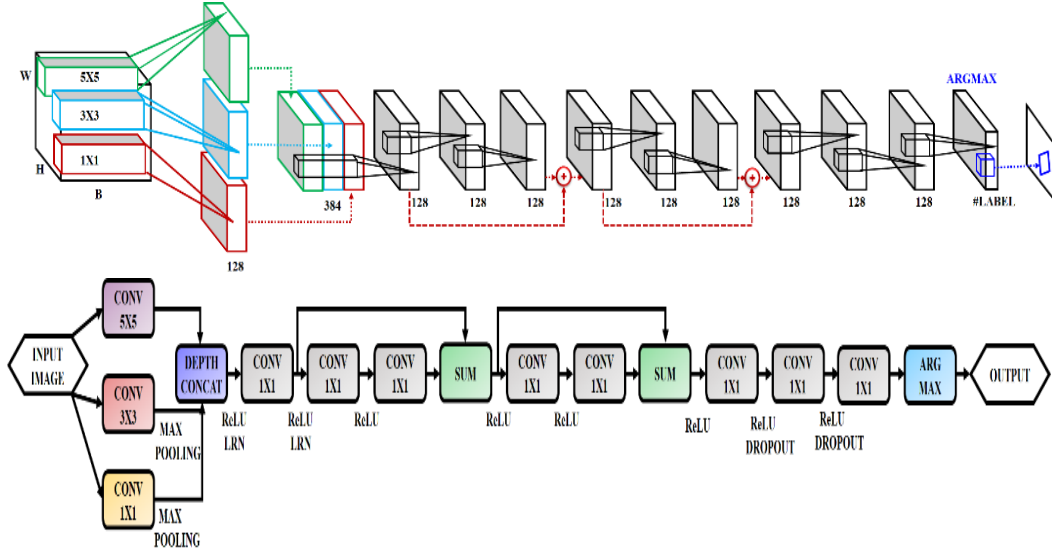 W
5X5
3X3
1X1
H
B
128
384
128
128
128
128
128
128
128
128
128
ARGMAX
#LABEL
+
+
INPUT
IMAGE
CONV
5X5
CONV
3X3
CONV
1X1
MAX
POOLING
MAX
POOLING
DEPTH
CONCAT
ReLU
LRN
CONV
1X1
ReLU
LRN
CONV
1X1
ReLU
CONV
1X1
SUM
ReLU
CONV
1X1
ReLU
CONV
1X1
SUM
ReLU
CONV
1X1
ReLU
DROPOUT
CONV
1X1
ReLU
DROPOUT
CONV
1X1
ARG
MAX
OUTPUT